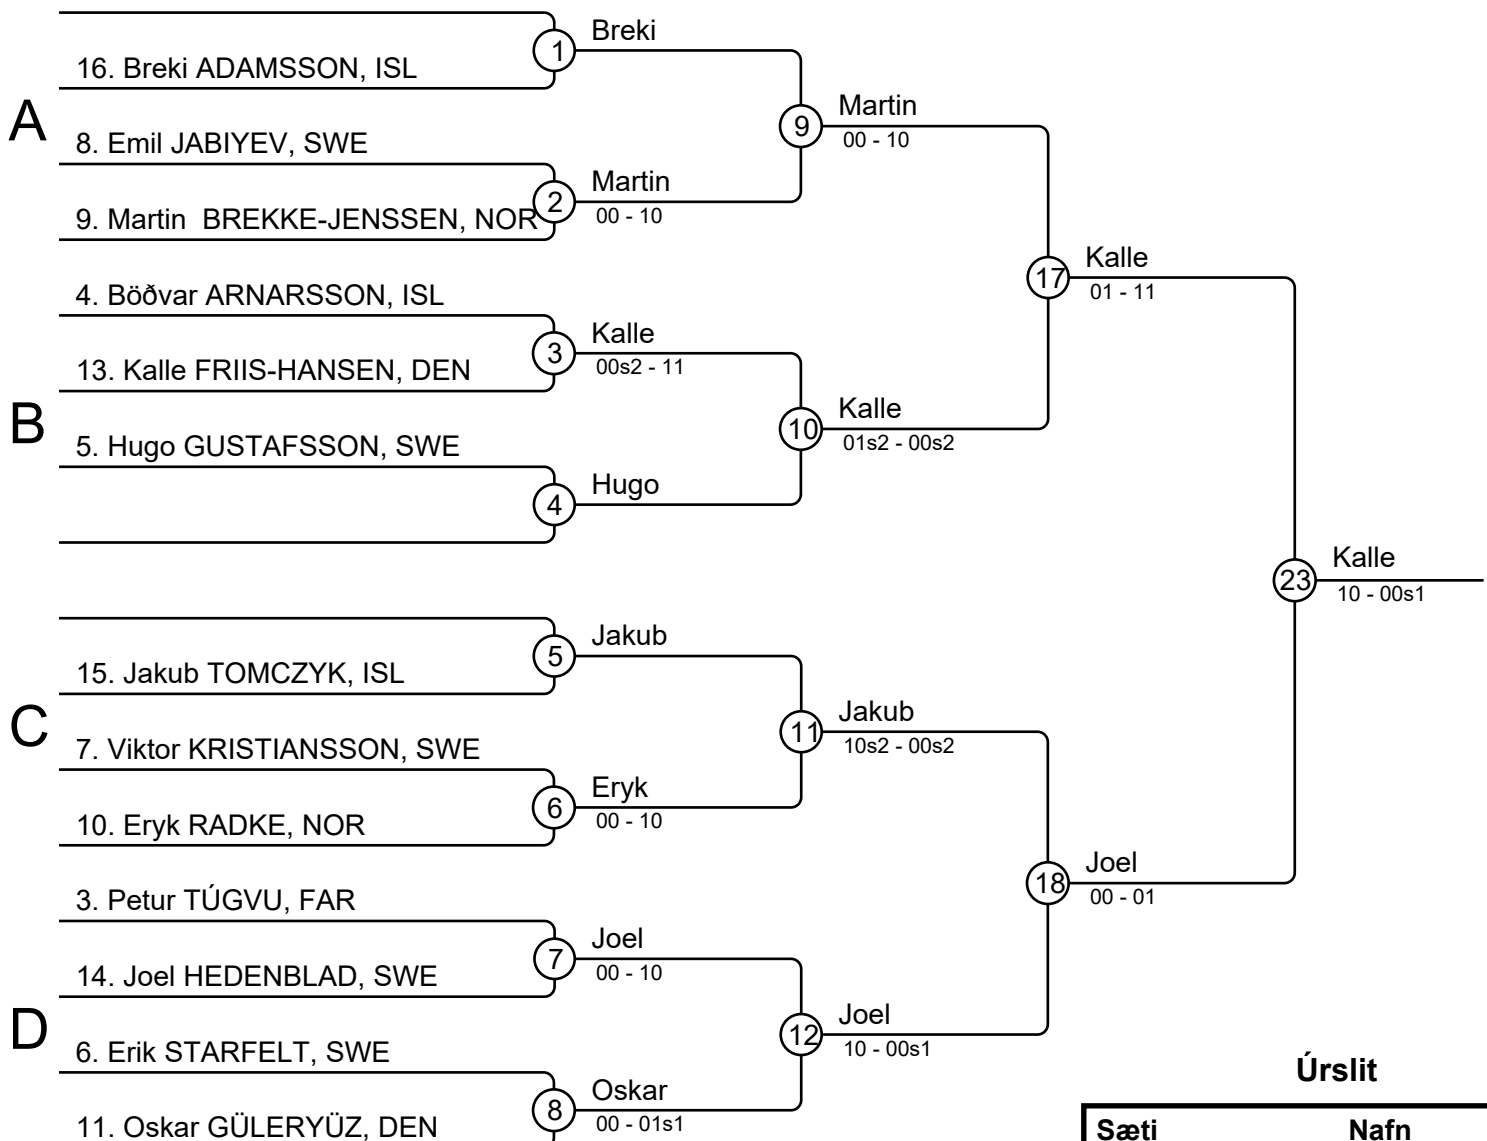 Breki
1
16. Breki ADAMSSON, ISL
A
Martin
9
00 - 10
8. Emil JABIYEV, SWE
Martin
2
00 - 10
9. Martin  BREKKE-JENSSEN, NOR
Kalle
17
01 - 11
4. Böðvar ARNARSSON, ISL
Kalle
3
00s2 - 11
13. Kalle FRIIS-HANSEN, DEN
B
Kalle
10
01s2 - 00s2
5. Hugo GUSTAFSSON, SWE
Hugo
4
Kalle
23
10 - 00s1
Jakub
5
15. Jakub TOMCZYK, ISL
C
Jakub
11
10s2 - 00s2
7. Viktor KRISTIANSSON, SWE
Eryk
6
00 - 10
10. Eryk RADKE, NOR
Joel
18
00 - 01
3. Petur TÚGVU, FAR
Joel
7
00 - 10
14. Joel HEDENBLAD, SWE
D
Joel
12
10 - 00s1
6. Erik STARFELT, SWE
Oskar
8
00 - 01s1
11. Oskar GÜLERYÜZ, DEN
Úrslit
Sæti Nafn